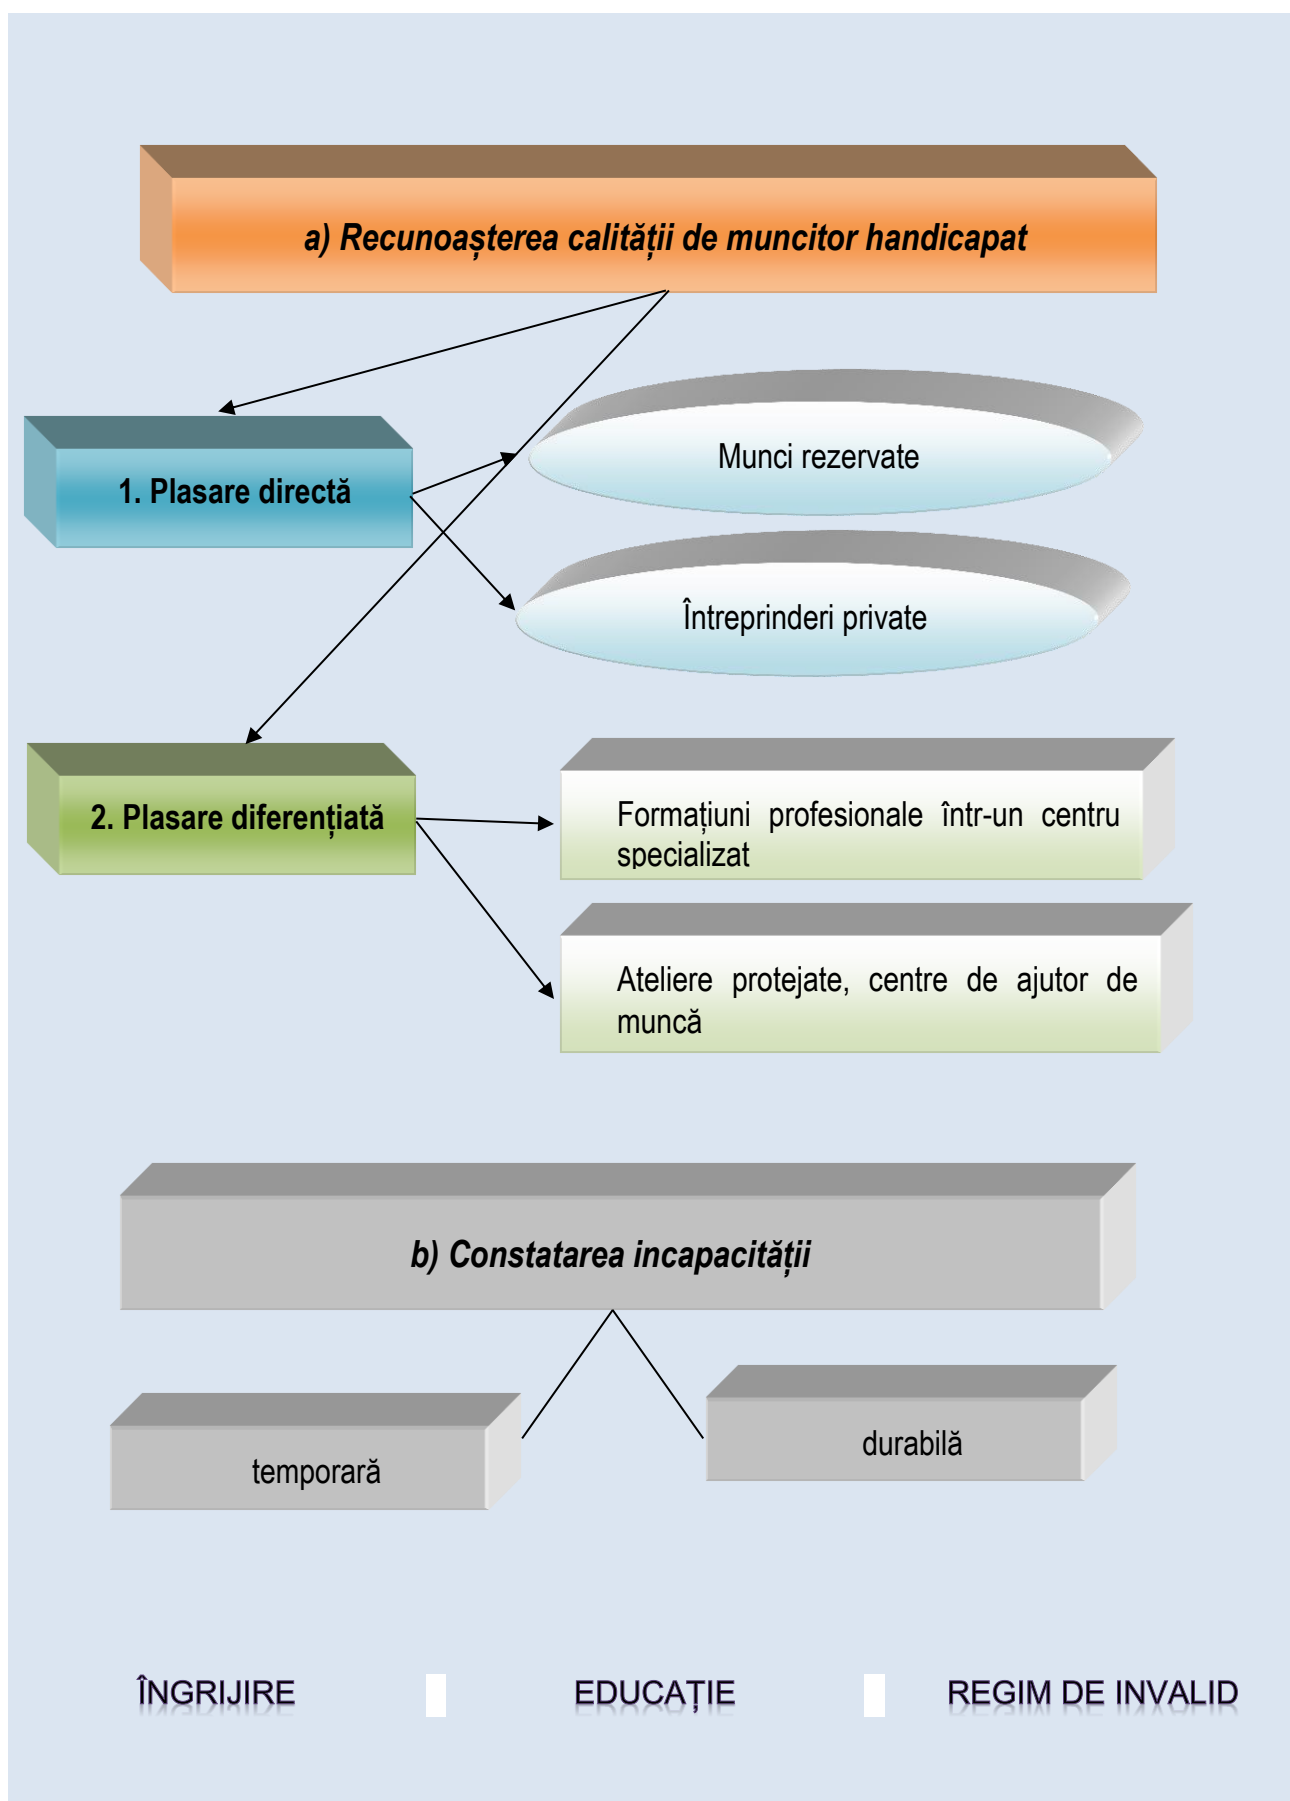 a) Recunoașterea calității de muncitor handicapat
Munci rezervate
1. Plasare directă
Întreprinderi private
2. Plasare diferențiată
Formațiuni profesionale într-un centru
specializat
Ateliere protejate, centre de ajutor de
muncă
b) Constatarea incapacității
temporară
durabilă
ÎNGRIJIRE EDUCAȚIE REGIM DE INVALID